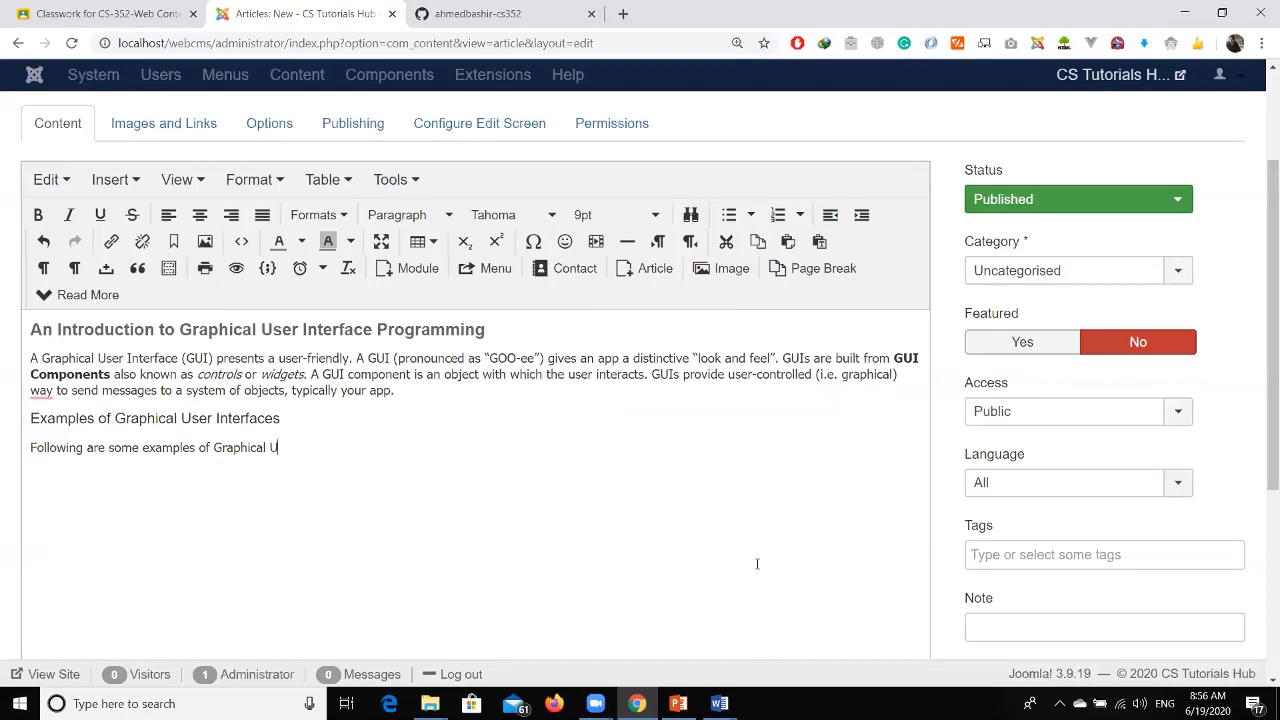 Classwork for CS-352-Web Cont
Articles: New - CS Tutorials Hub -
ahmedbashir-cs352
localhost/webcms/administrator/index.php?option=com_content&view=article&layout=edit
System Users Menus Content Components Extensions Help
CS Tutorials H...
Content Images and Links Options Publishing Configure Edit Screen Permissions
Edit Insert View Format Table Tools
Formats Paragraph Tahoma 9pt
Module Menu Contact Article Image Page Break
Read More
An Introduction to Graphical User Interface Programming
A Graphical User Interface (GUI) presents a user-friendly. A GUI (pronounced as “GOO-ee”) gives an app a distinctive “look and feel”. GUIs are built from GUI
Components also known as controls or widgets. A GUI component is an object with which the user interacts. GUIs provide user-controlled (i.e. graphical)
way to send messages to a system of objects, typically your app.
Examples of Graphical User Interfaces
Following are some examples of Graphical U
Status
Published
Category *
Uncategorised
Featured
Yes No
Access
Public
Language
All
Tags
Type or select some tags
Note
View Site 0 Visitors 1 Administrator 0 Messages Log out
Joomla! 3.9.19 — © 2020 CS Tutorials Hub
Type here to search
61
ENG
8:56 AM
6/19/2020